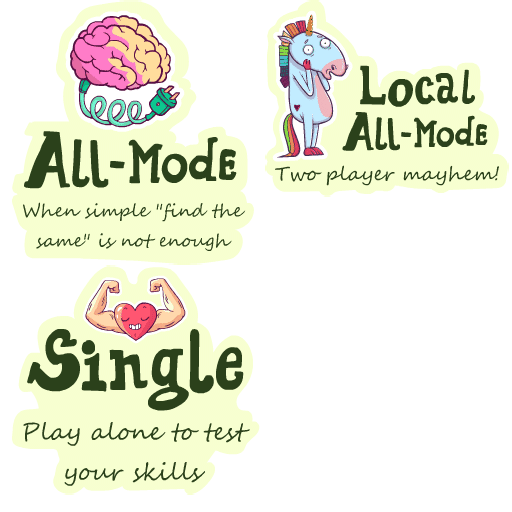 All-Mode
When simple "find the
same" is not enough
Local
All-Mode
Two player mayhem!
Single
Play alone to test
your skills